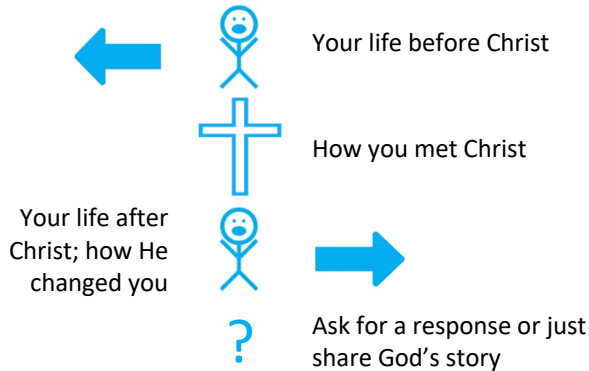 Your life before Christ
How you met Christ
Your life after
Christ; how He
changed you
?
Ask for a response or just
share God’s story